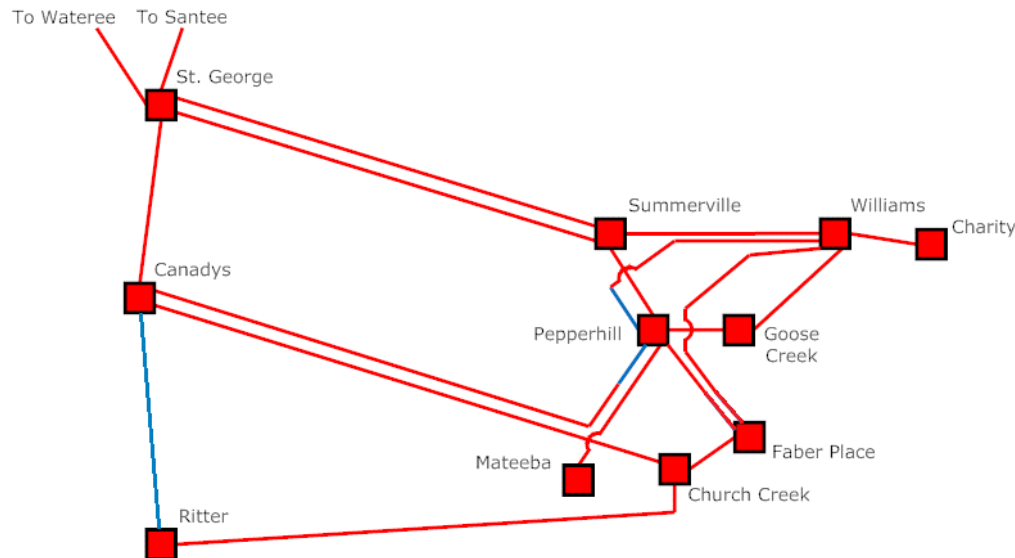 To Wateree
To Santee
St. George
Summerville
Williams
Charity
Canadys
Pepperhill
Goose
Creek
Mateeba
Faber Place
Church Creek
Ritter